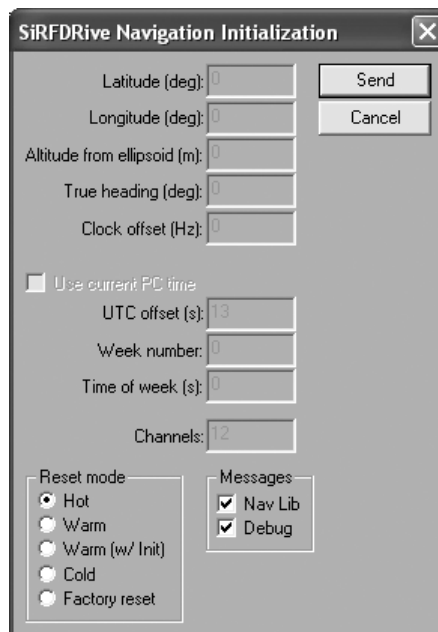 SiRFDRive Navigation Initialization
Latitude (deg): 0
Send
Longitude (deg): 0
Cancel
Altitude from ellipsoid (m): 0
True heading (deg): 0
Clock offset (Hz): 0
Use current PC time
UTC offset (s): 13
Week number: 0
Time of week (s): 0
Channels: 12
Reset mode
Hot
Warm
Warm (w/ Init)
Cold
Factory reset
Messages
Nav Lib
Debug